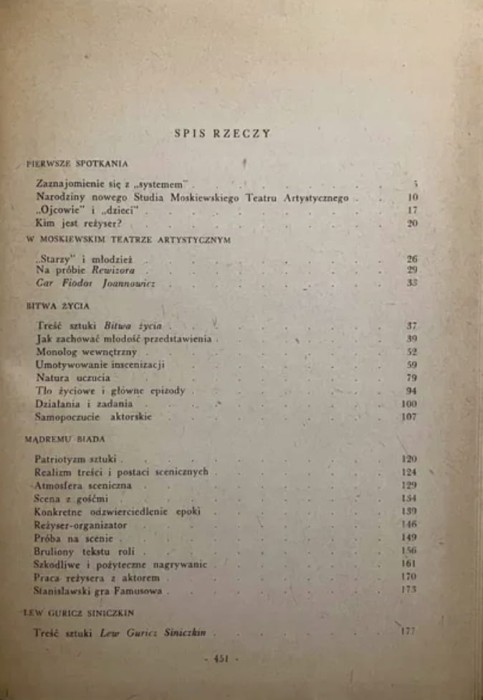 SPIS RZECZY
PIERWSZE SPOTKANIA
Zaznajomienie się z „systemem" . . . . . . . 5
Narodziny nowego Studia Moskiewskiego Teatru Artystycznego . . 10
„Ojcowie" i „dzieci" . . . . . . . 17
Kim jest reżyser? . . . . . . . 20
W MOSKIEWSKIM TEATRZE ARTYSTYCZNYM
„Starzy" i młodzież . . . . . . . 26
Na próbie Rewizora . . . . . . . 29
Car Fiodor Joannowicz . . . . . . . 33
BITWA ŻYCIA
Treść sztuki Bitwa życia . . . . . . . 37
Jak zachować młodość przedstawienia . . . . . . . 39
Monolog wewnętrzny . . . . . . . 52
Umotywowanie inscenizacji . . . . . . . 59
Natura uczucia . . . . . . . 79
Tło życiowe i główne epizody . . . . . . . 94
Działania i zadania . . . . . . . 100
Samopoczucie aktorskie . . . . . . . 107
MĄDREMU BIADA
Patriotyzm sztuki . . . . . . . 120
Realizm treści i postaci scenicznych . . . . . . . 124
Atmosfera sceniczna . . . . . . . 129
Scena z gośćmi . . . . . . . 134
Konkretne odzwierciedlenie epoki . . . . . . . 139
Reżyser-organizator . . . . . . . 146
Próba na scenie . . . . . . . 149
Bruliony tekstu roli . . . . . . . 156
Szkodliwe i pożyteczne nagrywanie . . . . . . . 161
Praca reżysera z aktorem . . . . . . . 170
Stanisławski gra Famusowa . . . . . . . 173
LEW GURICZ SINICZKIN
Treść sztuki Lew Guricz Siniczkin . . . . . . . 177
- 451 -